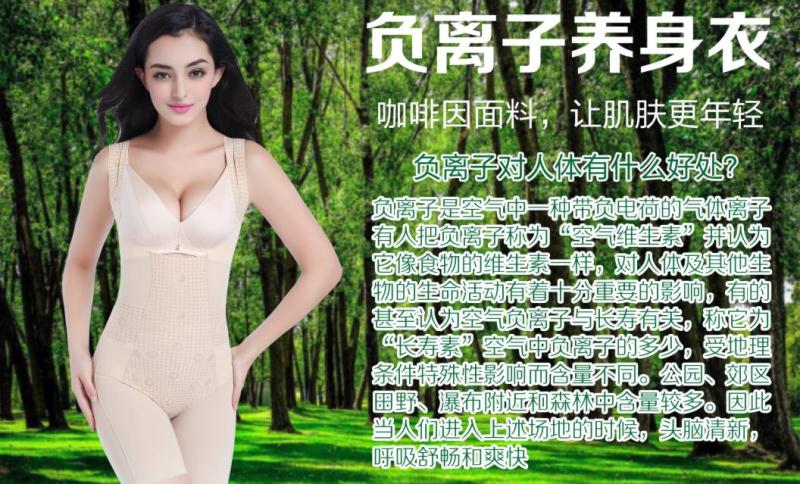 负离子养身衣
咖啡因面料，让肌肤更年轻
负离子对人体有什么好处?
负离子是空气中一种带负电荷的气体离子
有人把负离子称为“空气维生素”并认为
它像食物的维生素一样，对人体及其他生
物的生命活动有着十分重要的影响，有的
甚至认为空气负离子与长寿有关，称它为
“长寿素”空气中负离子的多少，受地理
条件特殊性影响而含量不同。公园、郊区
田野、瀑布附近和森林中含量较多。因此
当人们进入上述场地的时候，头脑清新，
呼吸舒畅和爽快